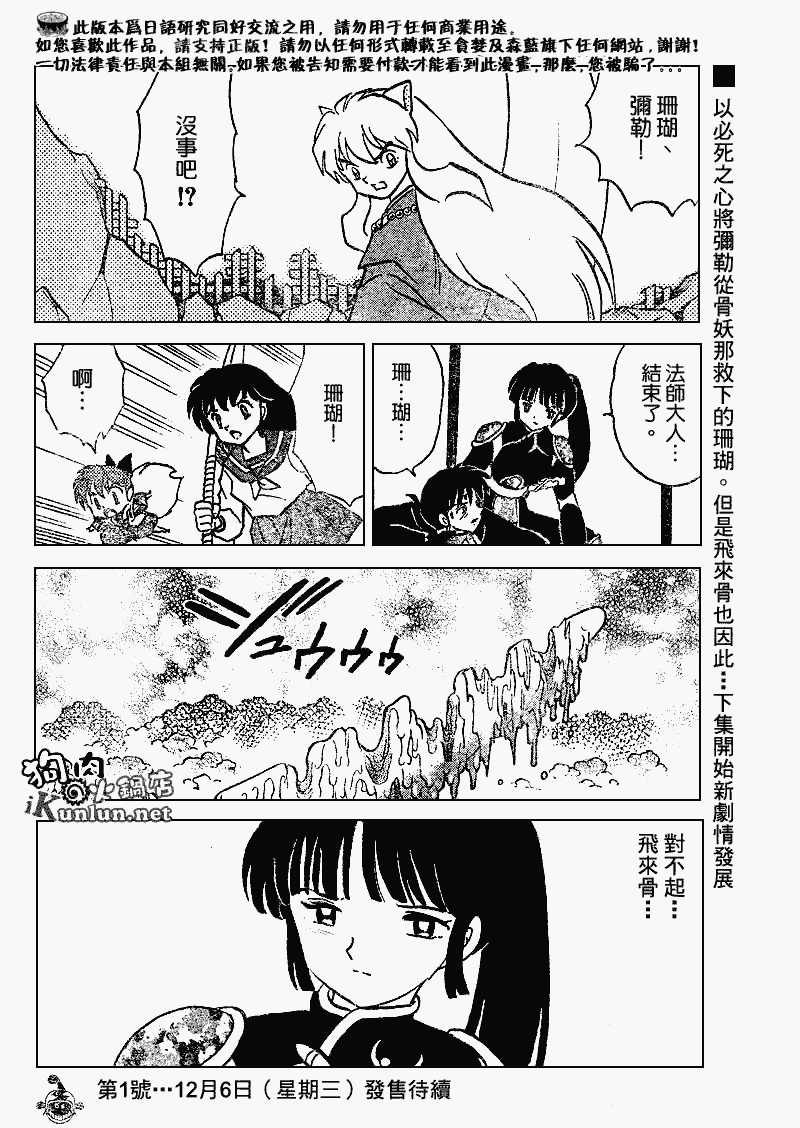 此版本爲日語研究同好交流之用，請勿用于任何商業用途。
如您喜歡此作品，請支持正版！請勿以任何形式轉載至貪婪及森藍旗下任何網站，謝謝！
一切法律責任與本組無關。如果您被告知需要付款才能看到此漫畫，那麼，您被騙了……
■以必死之心將彌勒從骨妖那救下的珊瑚。但是飛來骨也因此…下集開始新劇情發展
珊瑚、
彌勒！
沒事吧
!?
法師大人…
結束了。
珊…瑚…
珊瑚！
啊…
ジュウゥゥ
狗肉火鍋店
iKunlun.net
對不起…
飛來骨…
第1號…12月6日（星期三）發售待續